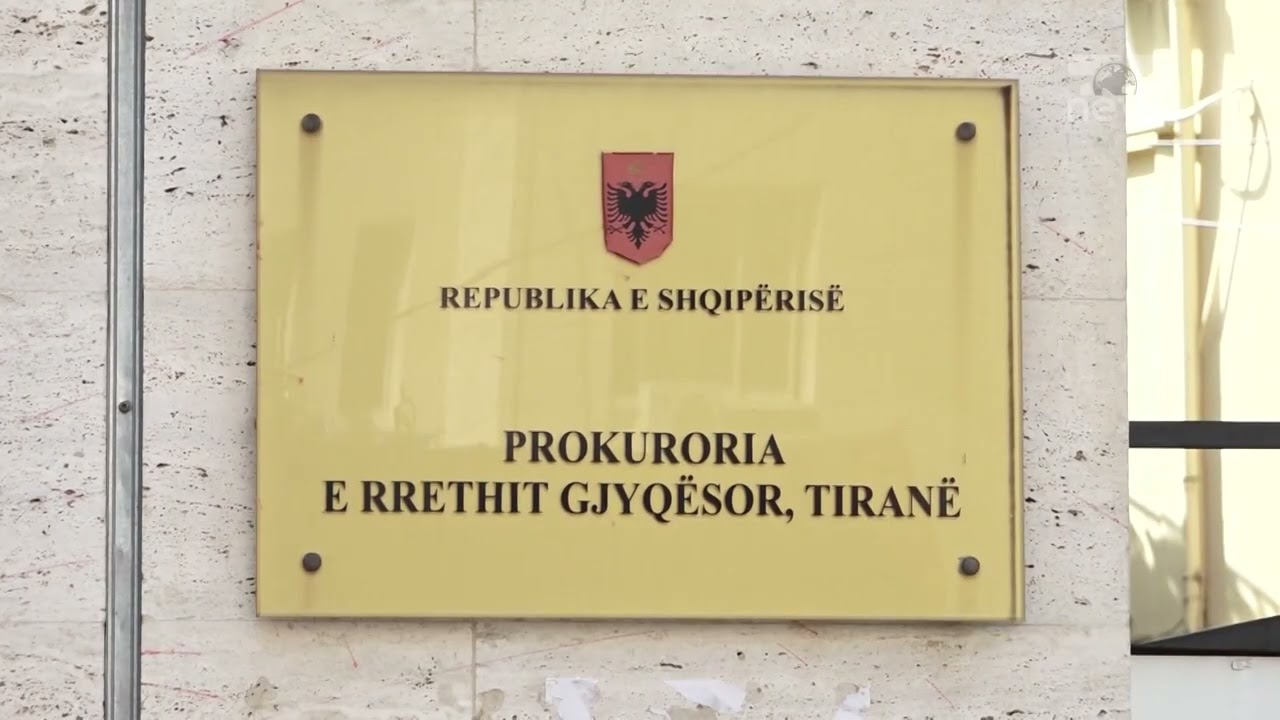 REPUBLIKA E SHQIPËRISË
PROKURORIA
E RRETHIT GJYQËSOR, TIRANË